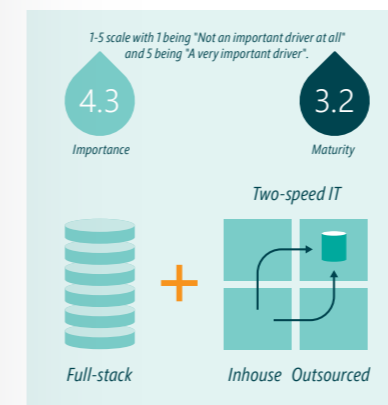 1-5 scale with 1 being "Not an important driver at all"
and 5 being "A very important driver".
4.3
3.2
Importance
Maturity
Two-speed IT
Full-stack
Inhouse Outsourced